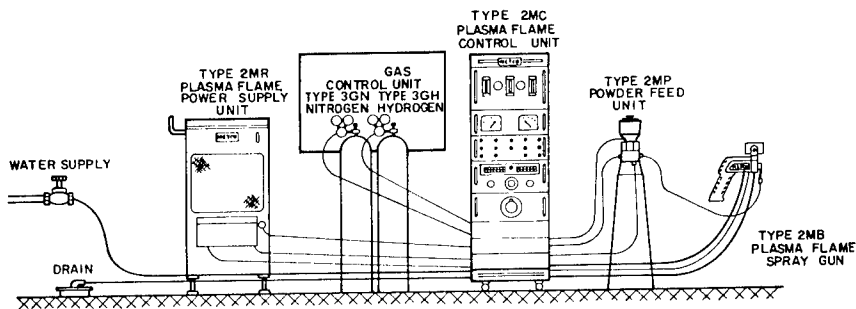 TYPE 2MC
PLASMA FLAME
CONTROL UNIT
GAS
CONTROL UNIT
TYPE 3GN TYPE 3GH
NITROGEN HYDROGEN
TYPE 2MR
PLASMA FLAME
POWER SUPPLY
UNIT
TYPE 2MP
POWDER FEED
UNIT
WATER SUPPLY
DRAIN
TYPE 2MB
PLASMA FLAME
SPRAY GUN